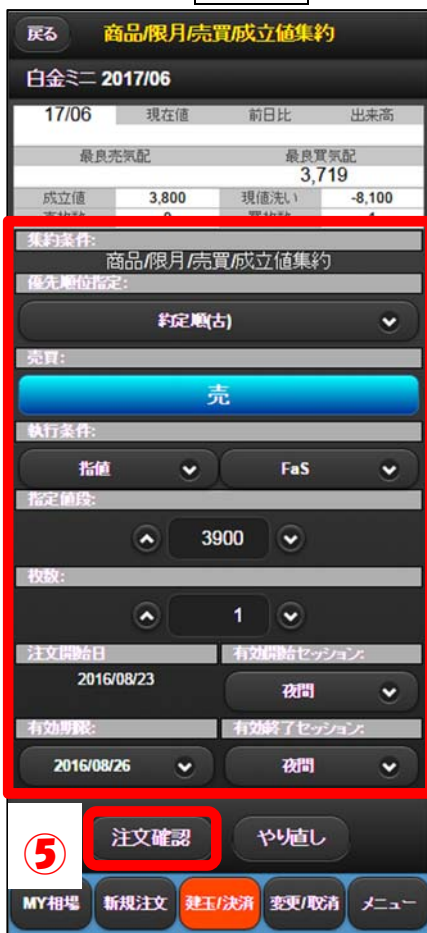 戻る 商品/限月/売買/成立値集約
白金ミニ 2017/06
17/06 現在値 前日比 出来高
最良売気配 最良買気配
3,719
成立値 3,800 現値洗い -8,100
集約条件:
商品/限月/売買/成立値集約
優先順位指定:
約定順(古)
売買:
売
執行条件:
指値 FaS
指定値段:
3900
枚数:
1
注文開始日 有効開始セッション:
2016/08/23 夜間
有効期限: 有効終了セッション:
2016/08/26 夜間
⑤ 注文確認 やり直し
MY相場 新規注文 建玉/決済 変更/取消 メニュー